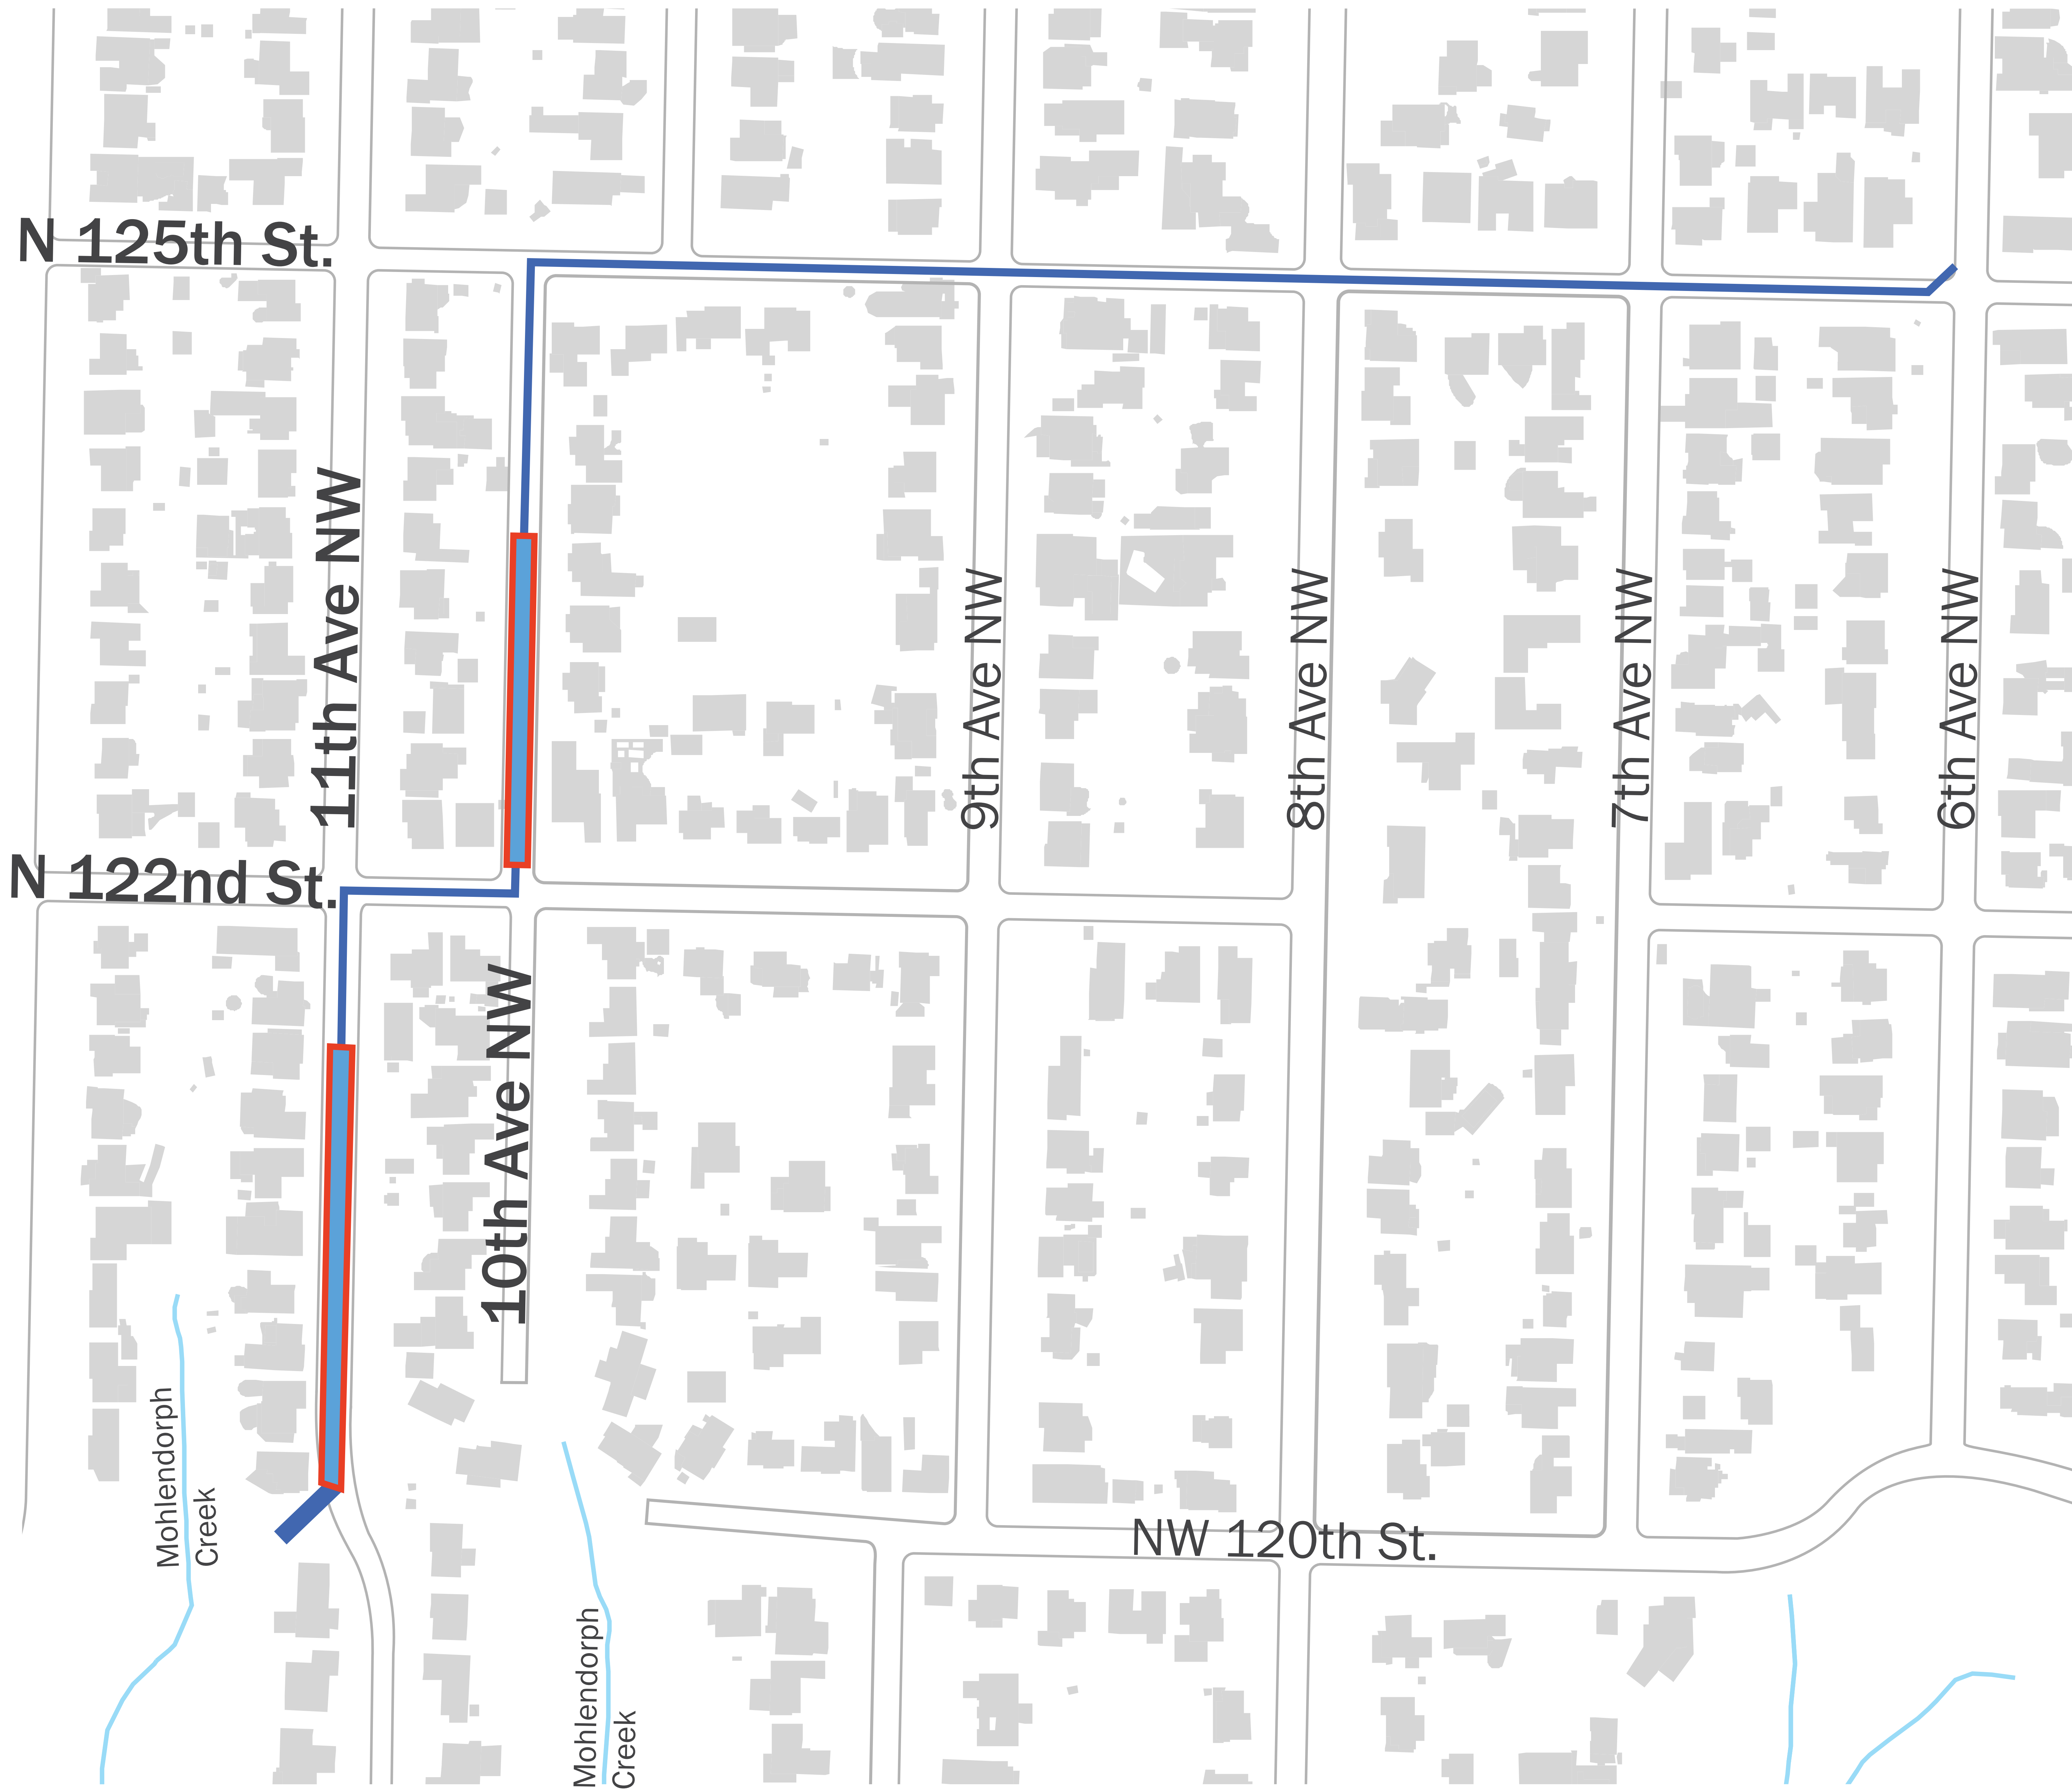 N 125th St.
11th Ave NW
9th Ave NW
8th Ave NW
7th Ave NW
6th Ave NW
N 122nd St.
10th Ave NW
Mohlendorph
Creek
NW 120th St.
Mohlendorph
Creek